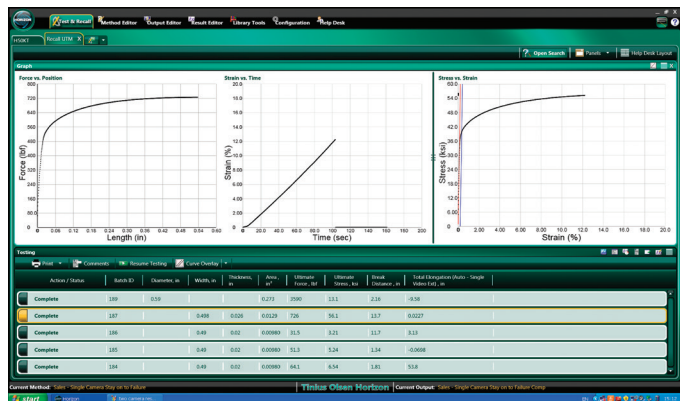 HORIZON
Test & Recall Method Editor Output Editor Result Editor Library Tools Configuration Help Desk
H50KT Recall UTM X
? Open Search Panels Help Desk Layout
Graph
Force vs. Position Strain vs. Time Stress vs. Strain
Force (lbf)
800
720
640
560
480
400
320
240
160
80.0
0
0 0.06 0.12 0.18 0.24 0.30 0.36 0.42 0.48 0.54 0.60
Length (in)
Strain (%)
20.0
18.0
16.0
14.0
12.0
10.0
8.00
6.00
4.00
2.00
0
0 20.0 40.0 60.0 80.0 100 120 140 160 180 200
Time (sec)
Stress (ksi)
60.0
54.0
48.0
42.0
36.0
30.0
24.0
18.0
12.0
6.00
0
0 2.00 4.00 6.00 8.00 10.0 12.0 14.0 16.0 18.0 20.0
Strain (%)
Testing
Print Comments Resume Testing Curve Overlay
Action / Status Batch ID Diameter, in Width, in Thickness, in Area, in² Ultimate Force, lbf Ultimate Stress, ksi Break Distance, in Total Elongation (Auto - Single Video Ext), in
Complete 189 0.59 0.273 3590 13.1 2.16 -9.58
Complete 187 0.498 0.026 0.0129 726 56.1 13.7 0.0227
Complete 186 0.49 0.02 0.00980 31.5 3.21 11.7 3.13
Complete 185 0.49 0.02 0.00980 51.3 5.24 1.34 -0.0698
Complete 184 0.49 0.02 0.00980 64.1 6.54 1.81 53.8
Current Method: Sales - Single Camera Stay on to Failure Tinius Olsen Horizon Current Output: Sales - Single Camera Stay on to Failure Comp
start Horizon